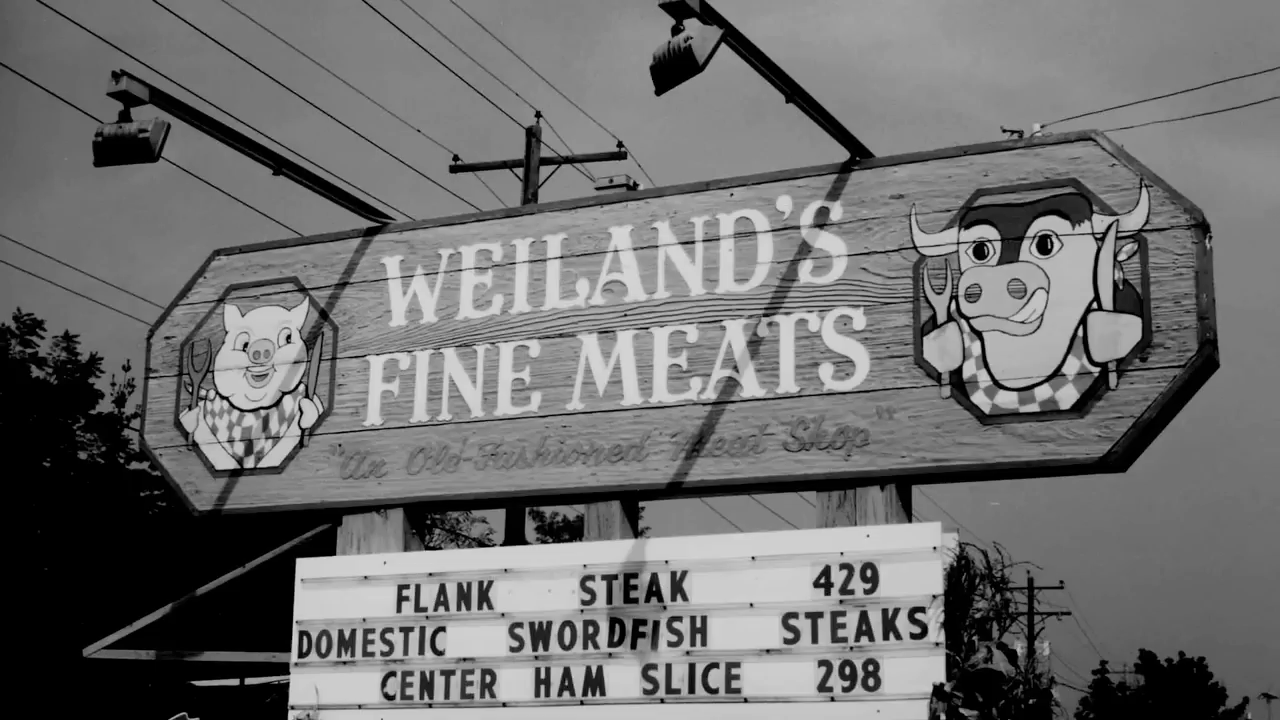 WEILAND'S
FINE MEATS
"An Old-Fashioned Meat Shop"
FLANK STEAK 429
DOMESTIC SWORDFISH STEAKS
CENTER HAM SLICE 298